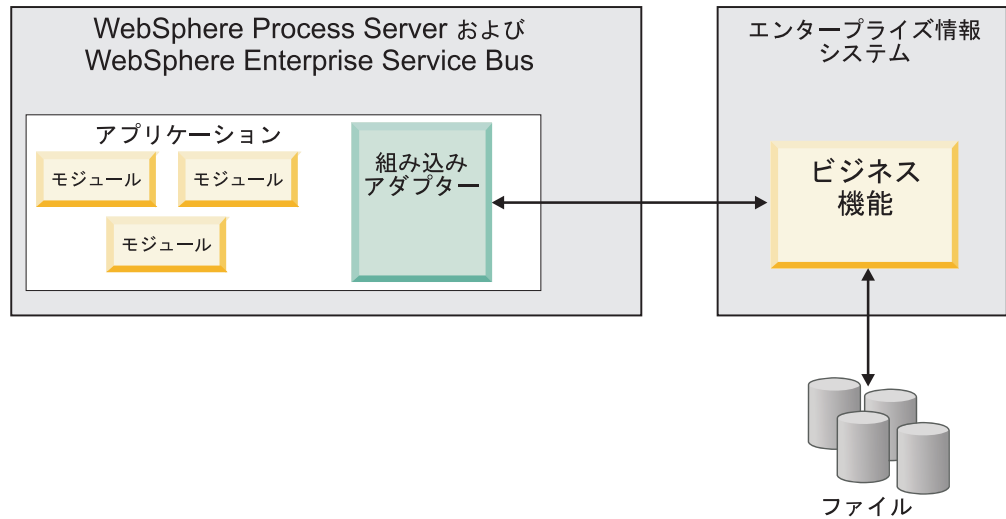 WebSphere Process Server および
WebSphere Enterprise Service Bus
アプリケーション
モジュール
モジュール
モジュール
組み込み
アダプター
エンタープライズ情報
システム
ビジネス
機能
ファイル